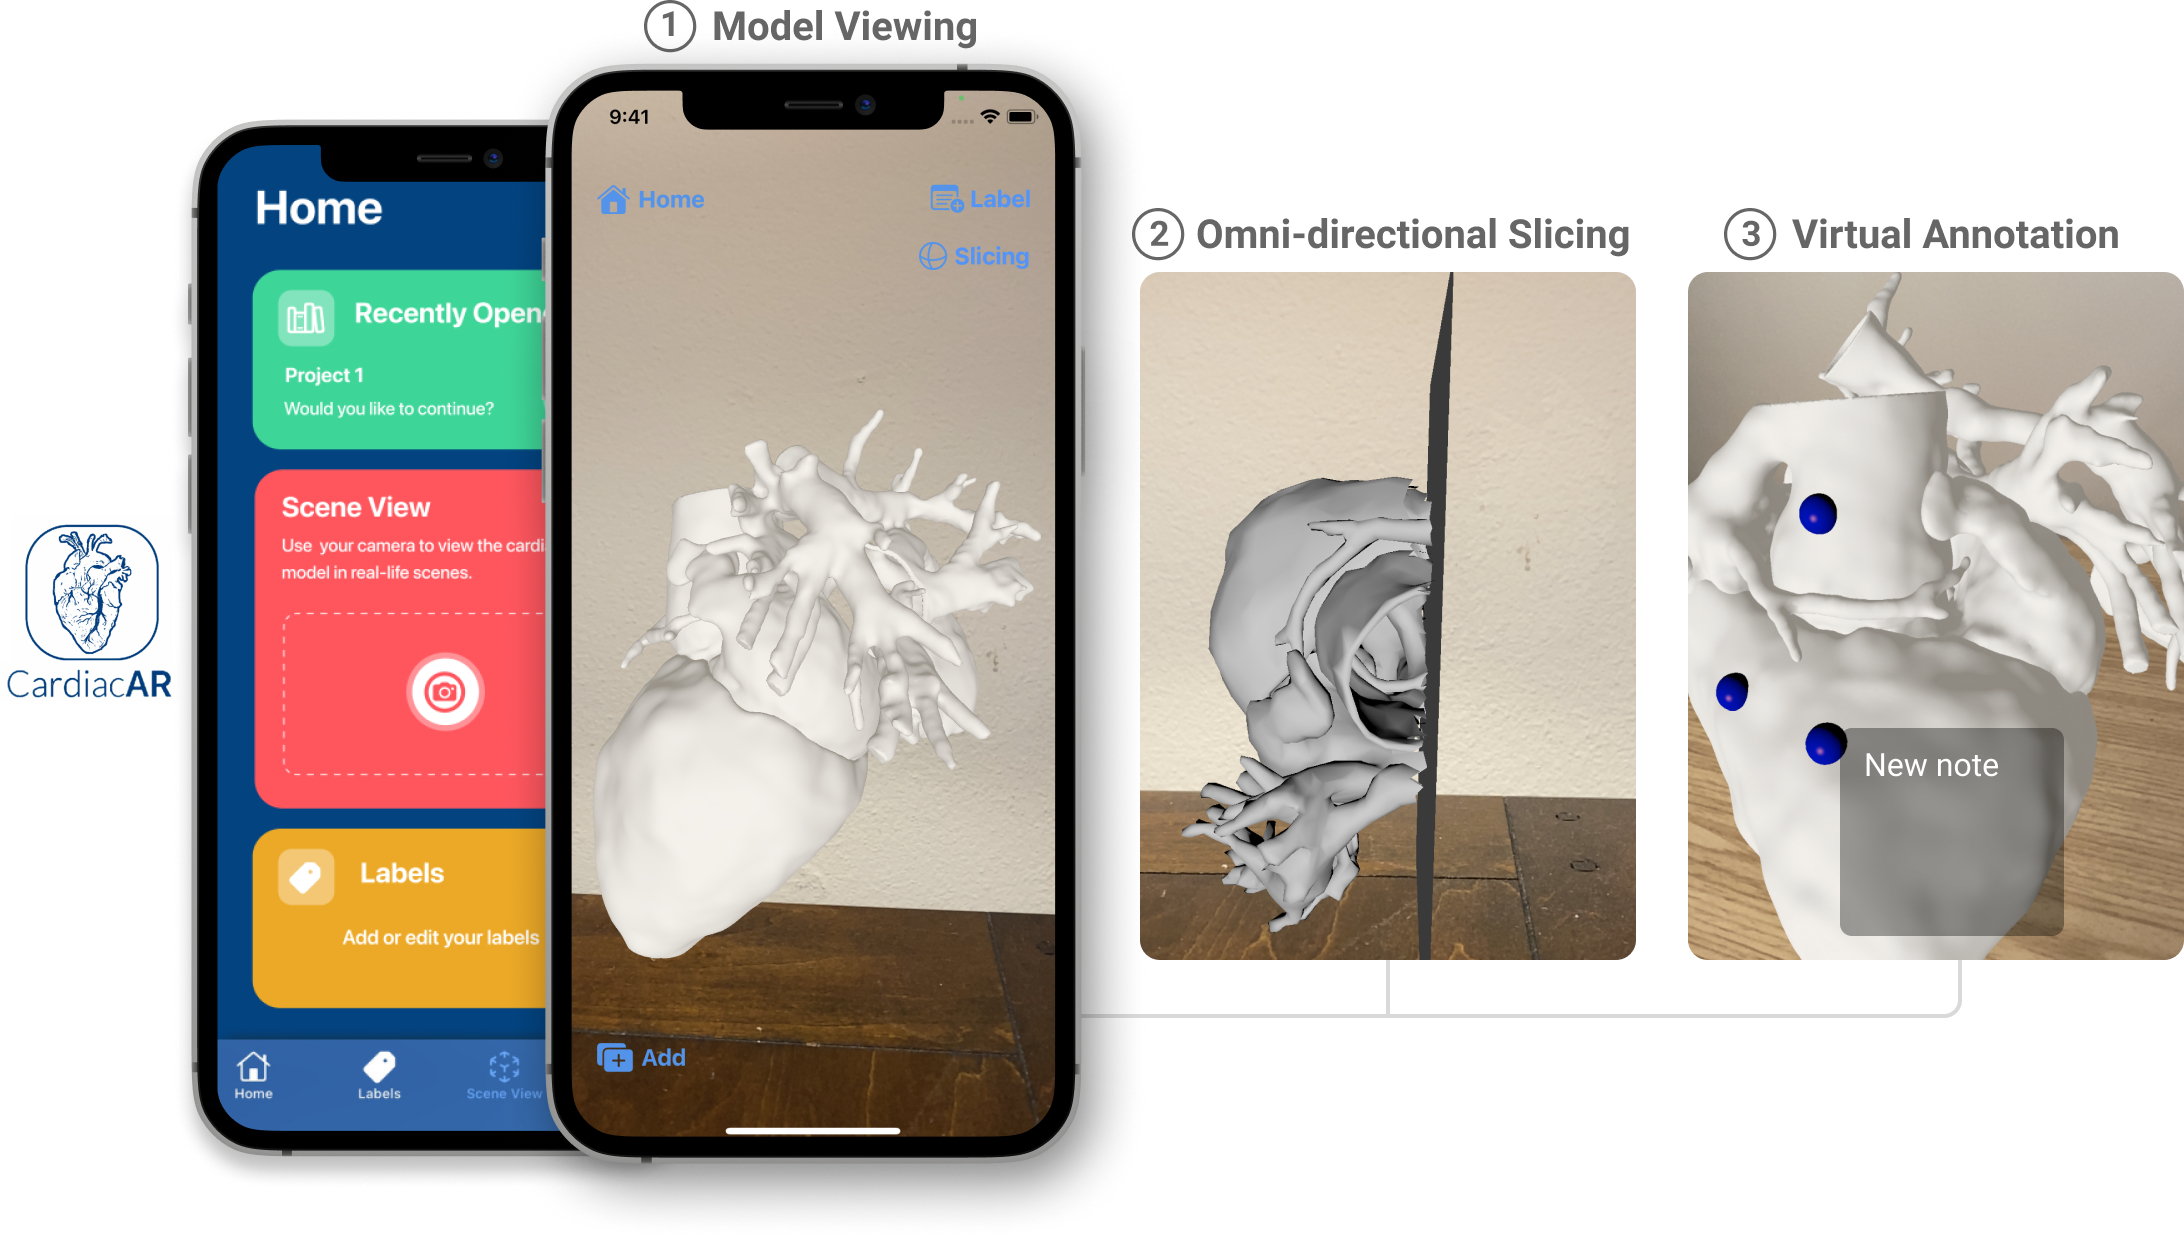 1 Model Viewing
CardiacAR
Home
Recently Open
Project 1
Would you like to continue?
Scene View
Use your camera to view the cardi
model in real-life scenes.
Labels
Add or edit your labels
Home
Labels
Scene View
9:41
Home
Label
Slicing
Add
2 Omni-directional Slicing
3 Virtual Annotation
New note